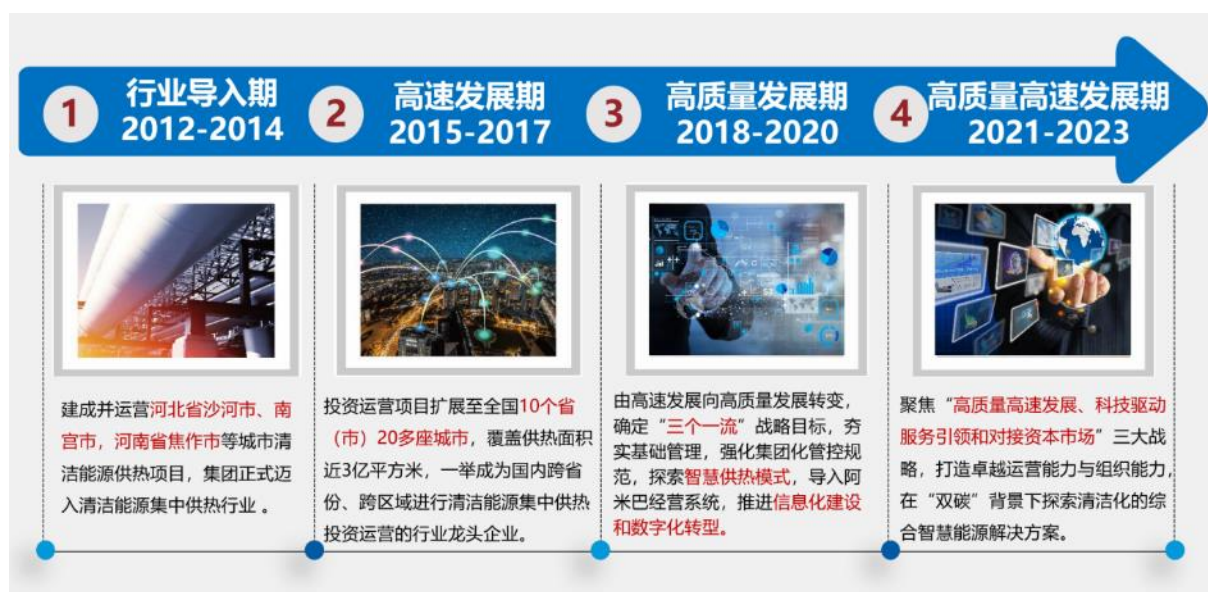 1
行业导入期
2012-2014
2
高速发展期
2015-2017
3
高质量发展期
2018-2020
4
高质量高速发展期
2021-2023
建成并运营河北省沙河市、南
宫市，河南省焦作市等城市清
洁能源供热项目，集团正式迈
入清洁能源集中供热行业 。
投资运营项目扩展至全国10个省
（市）20多座城市，覆盖供热面积
近3亿平方米，一举成为国内跨省
份、跨区域进行清洁能源集中供热
投资运营的行业龙头企业。
由高速发展向高质量发展转变，
确定“三个一流”战略目标，夯
实基础管理，强化集团化管控规
范，探索智慧供热模式，导入阿
米巴经营系统，推进信息化建设
和数字化转型。
聚焦“高质量高速发展、科技驱动
服务引领和对接资本市场”三大战
略，打造卓越运营能力与组织能力，
在“双碳”背景下探索清洁化的综
合智慧能源解决方案。